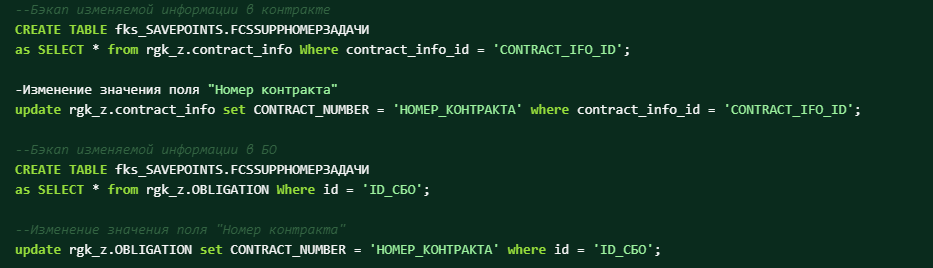 --Бэкап изменяемой информации в контракте
CREATE TABLE fks_SAVEPOINTS.FCSSUPPНОМЕРЗАДАЧИ
as SELECT * from rgk_z.contract_info Where contract_info_id = 'CONTRACT_IFO_ID';
-Изменение значения поля "Номер контракта"
update rgk_z.contract_info set CONTRACT_NUMBER = 'НОМЕР_КОНТРАКТА' where contract_info_id = 'CONTRACT_IFO_ID';
--Бэкап изменяемой информации в БО
CREATE TABLE fks_SAVEPOINTS.FCSSUPPНОМЕРЗАДАЧИ
as SELECT * from rgk_z.OBLIGATION Where id = 'ID_СБО';
--Изменение значения поля "Номер контракта"
update rgk_z.OBLIGATION set CONTRACT_NUMBER = 'НОМЕР_КОНТРАКТА' where id = 'ID_СБО';